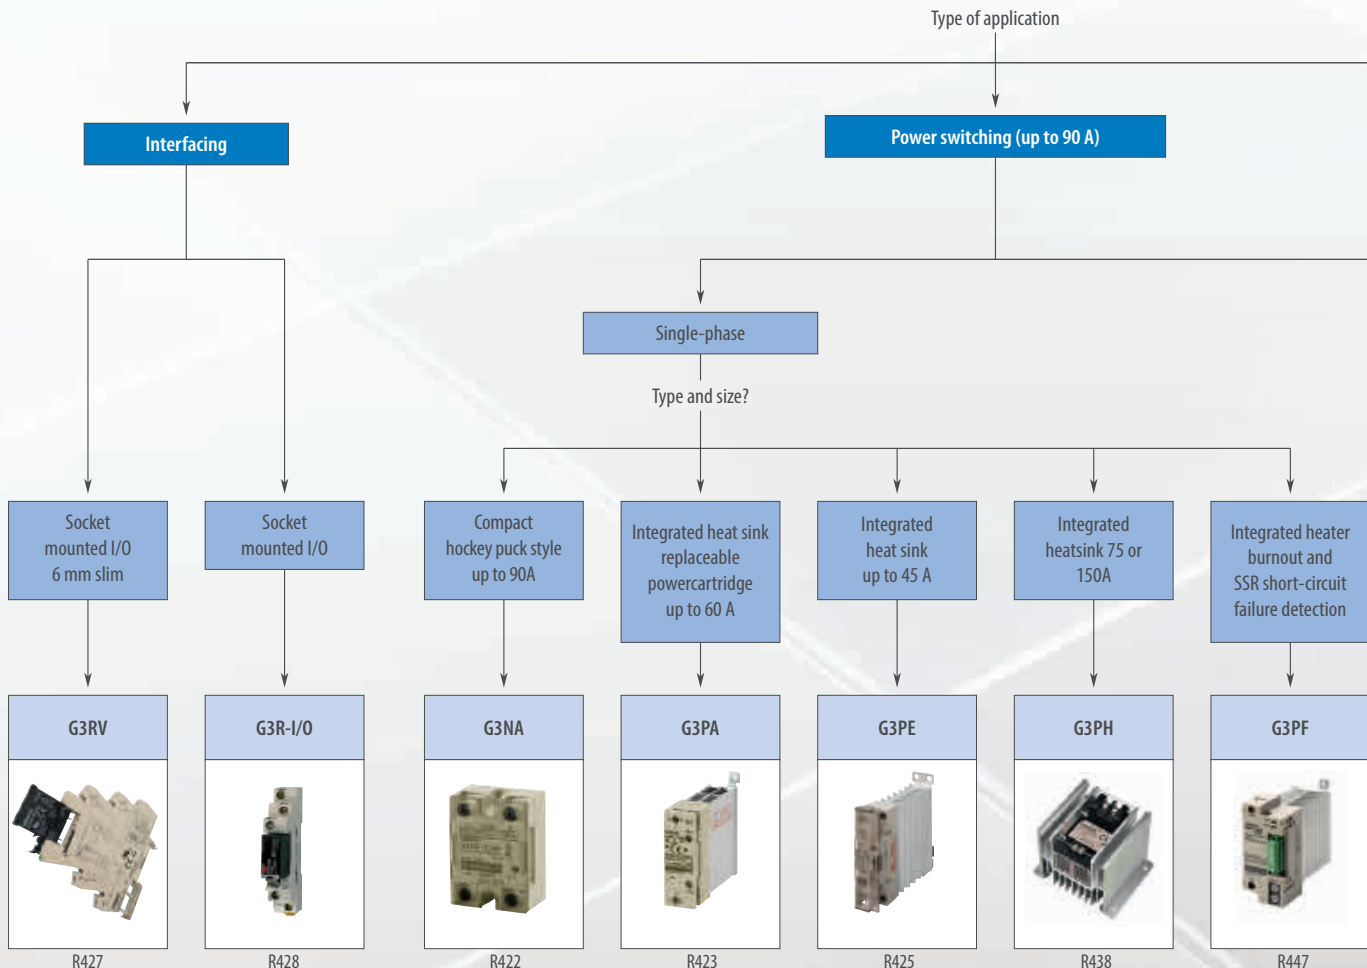 Type of application
Interfacing
Power switching (up to 90 A)
Single-phase
Type and size?
Socket
mounted I/O
6 mm slim
Socket
mounted I/O
Compact
hockey puck style
up to 90A
Integrated heat sink
replaceable
powercartridge
up to 60 A
Integrated
heat sink
up to 45 A
Integrated
heatsink 75 or
150A
Integrated heater
burnout and
SSR short-circuit
failure detection
G3RV
G3R-I/O
G3NA
G3PA
G3PE
G3PH
G3PF
R427
R428
R422
R423
R425
R438
R447